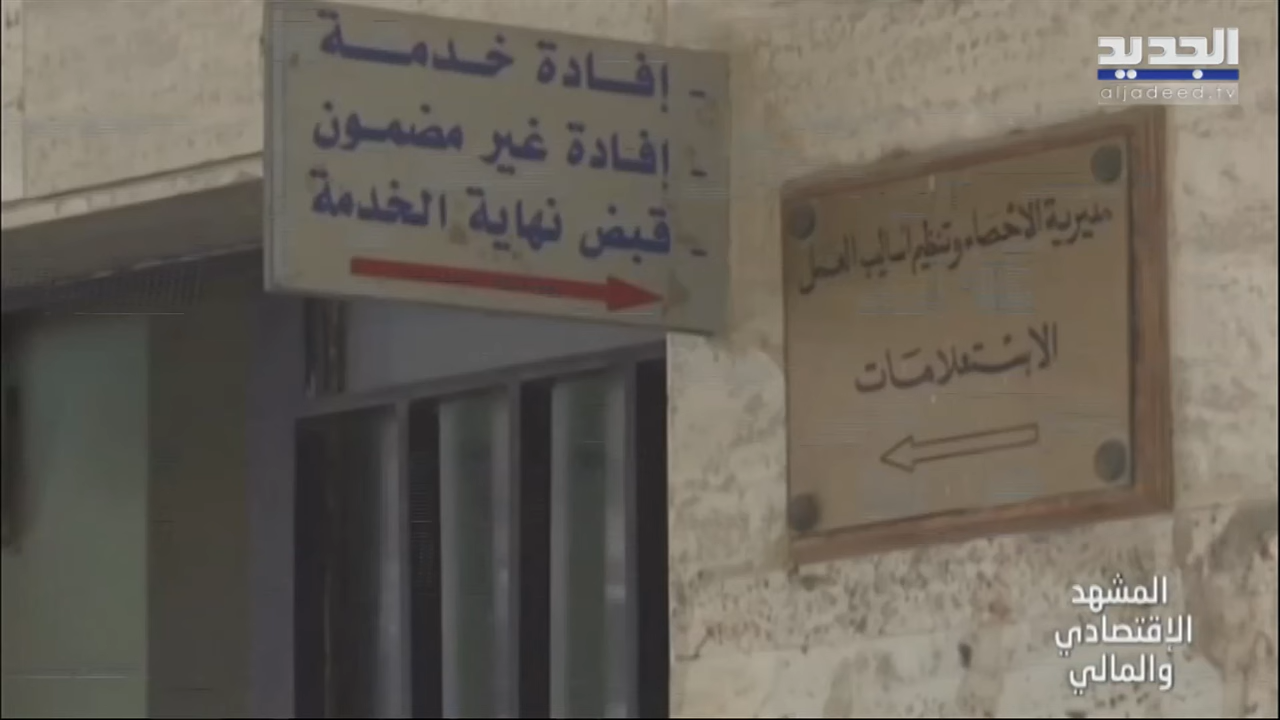 الجديد
aljadeed.tv
- إفادة خدمة
- إفادة غير مضمون
- قبض نهاية الخدمة
مديرية الاحصاء وتنظيم اساليب العمل
الاستعلامات
المشهد
الإقتصادي
والمالي